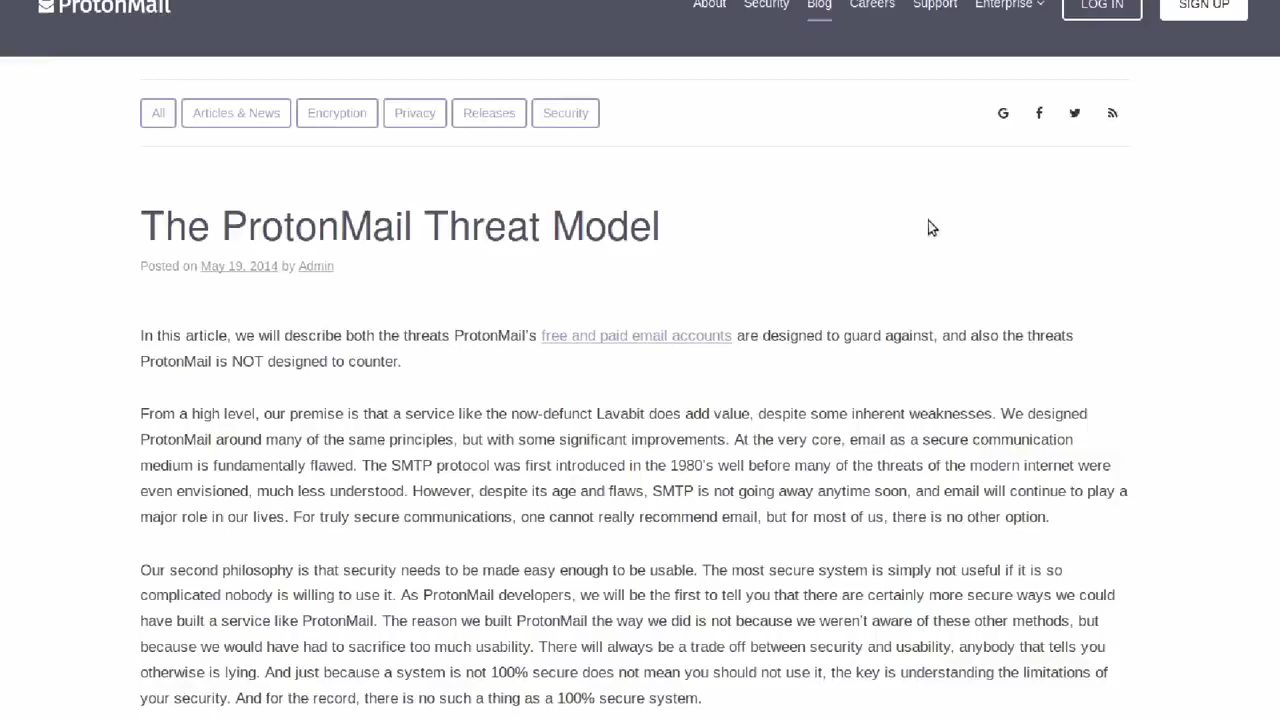 ProtonMail About Security Blog Careers Support Enterprise LOG IN SIGN UP
All Articles & News Encryption Privacy Releases Security
The ProtonMail Threat Model
Posted on May 19, 2014 by Admin
In this article, we will describe both the threats ProtonMail's free and paid email accounts are designed to guard against, and also the threats
ProtonMail is NOT designed to counter.
From a high level, our premise is that a service like the now-defunct Lavabit does add value, despite some inherent weaknesses. We designed
ProtonMail around many of the same principles, but with some significant improvements. At the very core, email as a secure communication
medium is fundamentally flawed. The SMTP protocol was first introduced in the 1980's well before many of the threats of the modern internet were
even envisioned, much less understood. However, despite its age and flaws, SMTP is not going away anytime soon, and email will continue to play a
major role in our lives. For truly secure communications, one cannot really recommend email, but for most of us, there is no other option.
Our second philosophy is that security needs to be made easy enough to be usable. The most secure system is simply not useful if it is so
complicated nobody is willing to use it. As ProtonMail developers, we will be the first to tell you that there are certainly more secure ways we could
have built a service like ProtonMail. The reason we built ProtonMail the way we did is not because we weren't aware of these other methods, but
because we would have had to sacrifice too much usability. There will always be a trade off between security and usability, anybody that tells you
otherwise is lying. And just because a system is not 100% secure does not mean you should not use it, the key is understanding the limitations of
your security. And for the record, there is no such a thing as a 100% secure system.